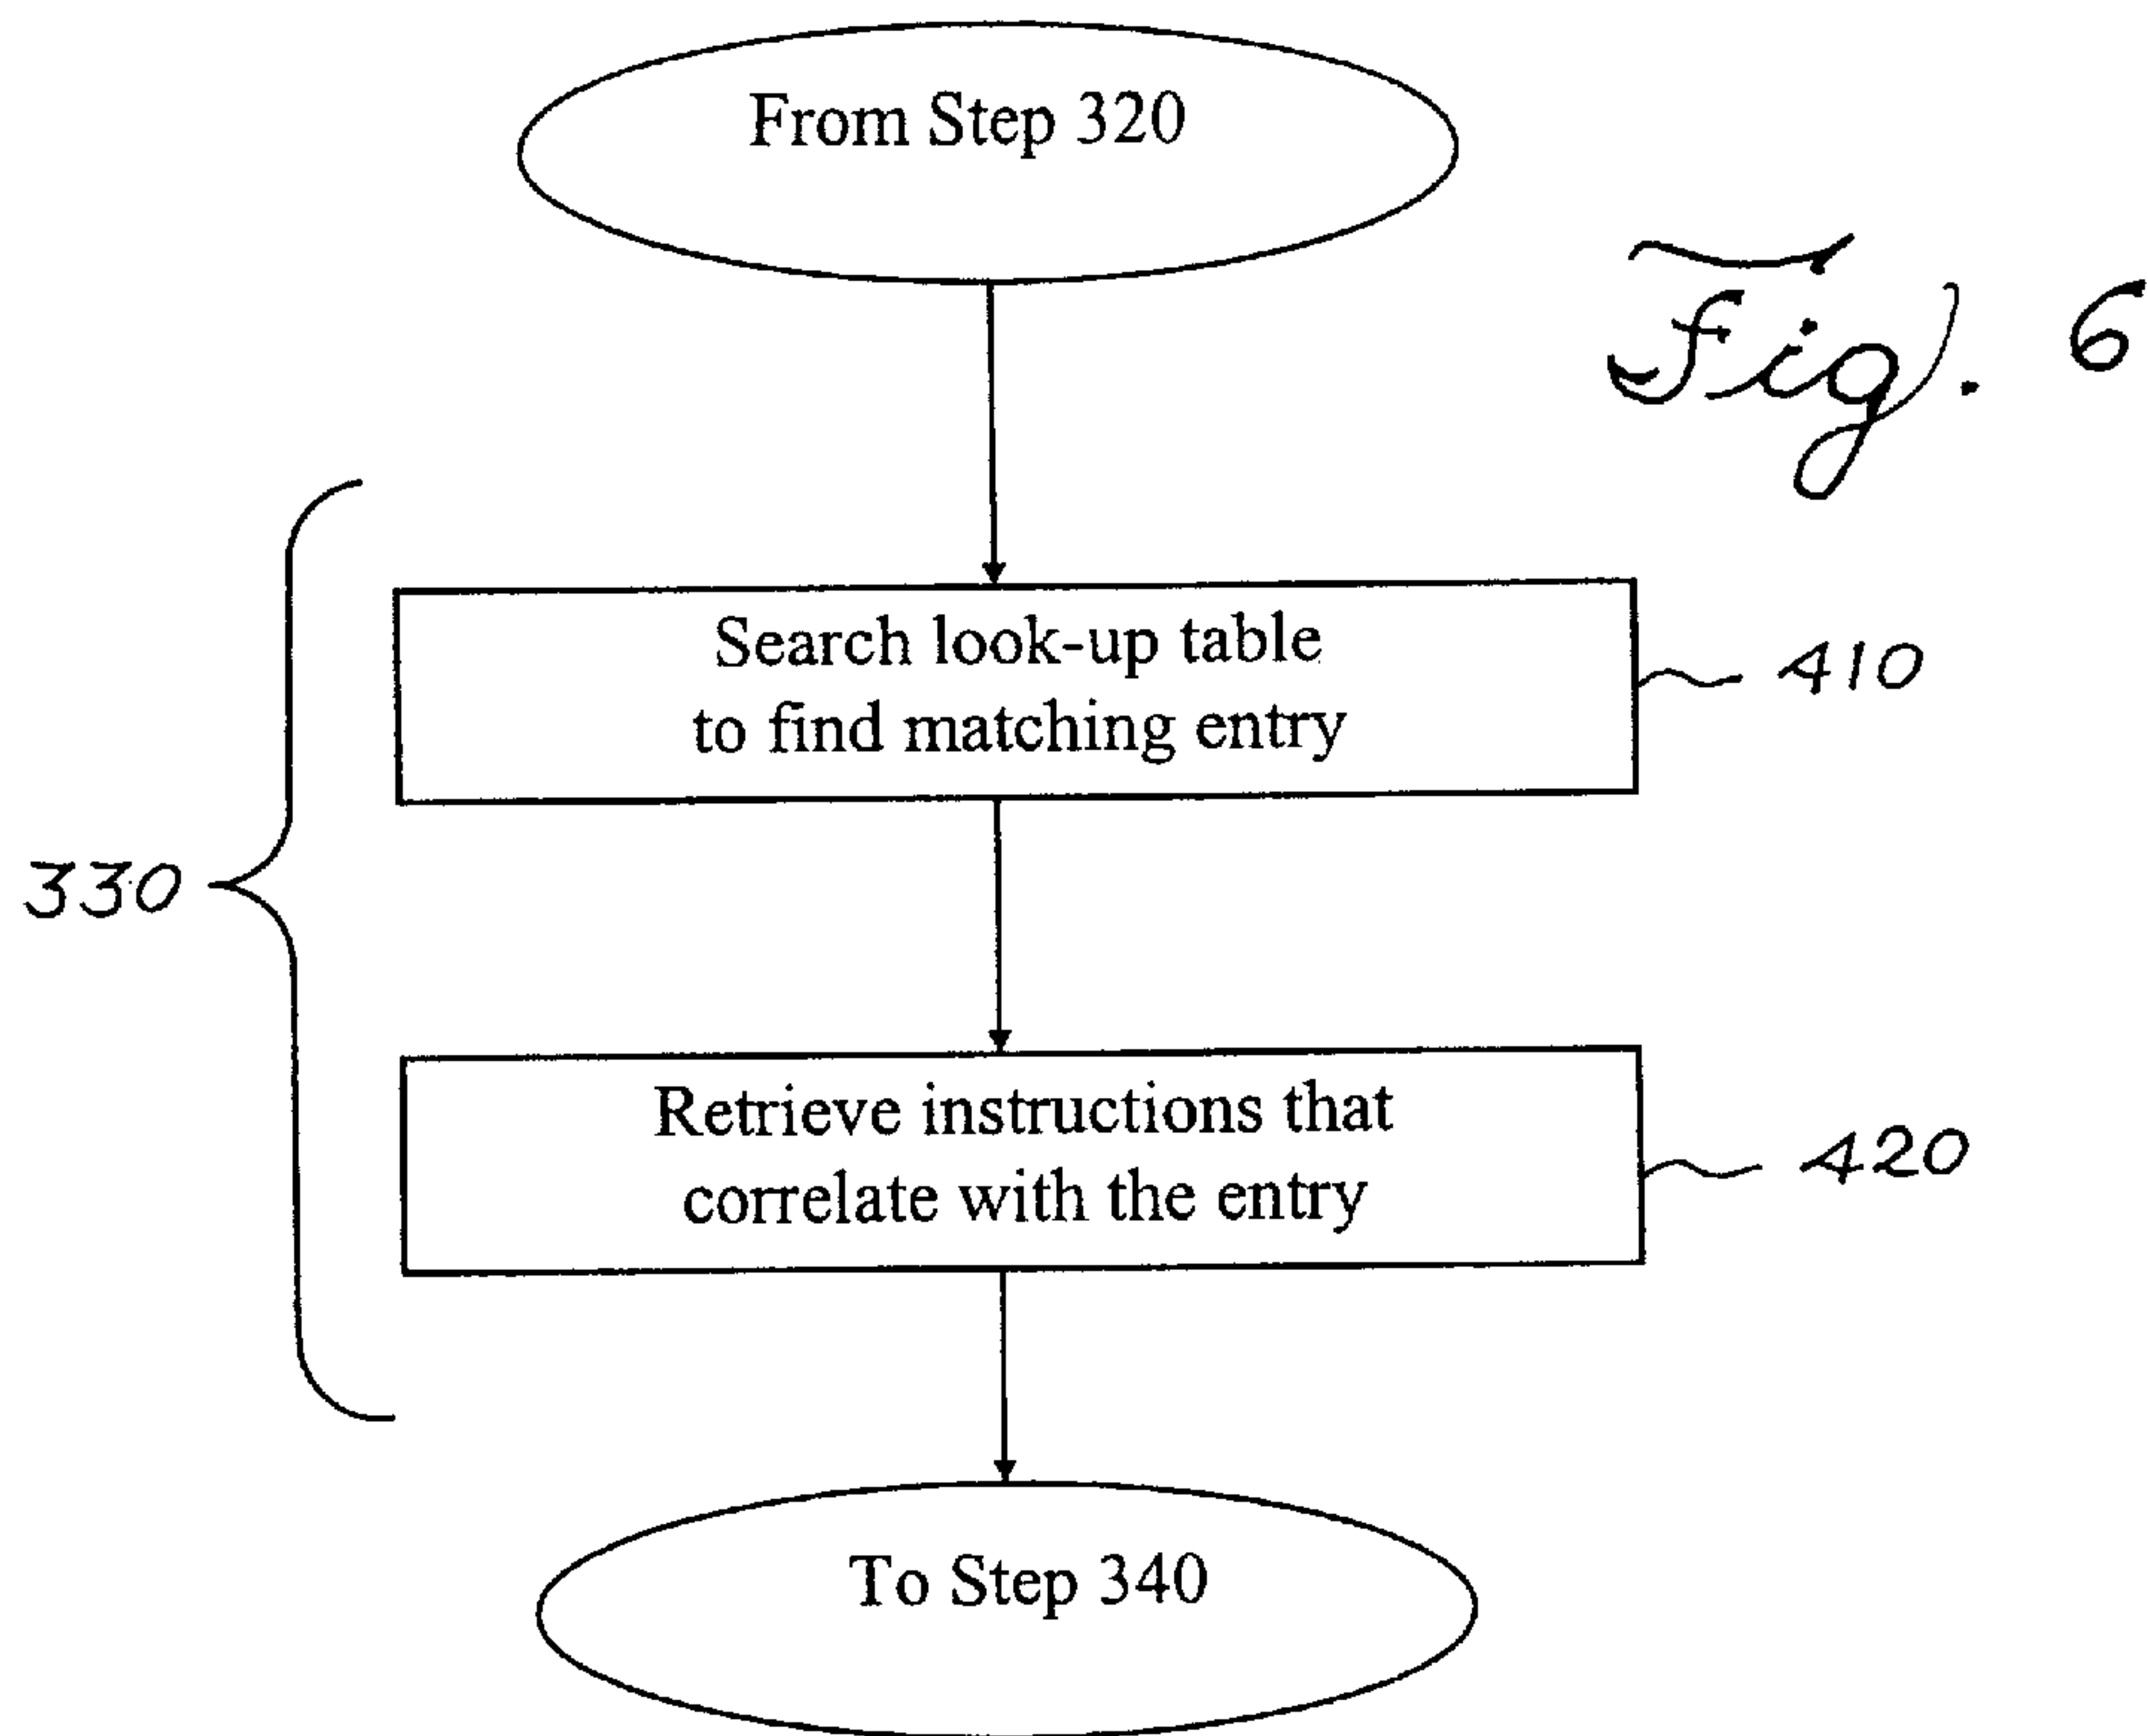 From Step 320
Fig. 6
Search look-up table
to find matching entry
410
330
Retrieve instructions that
correlate with the entry
420
To Step 340